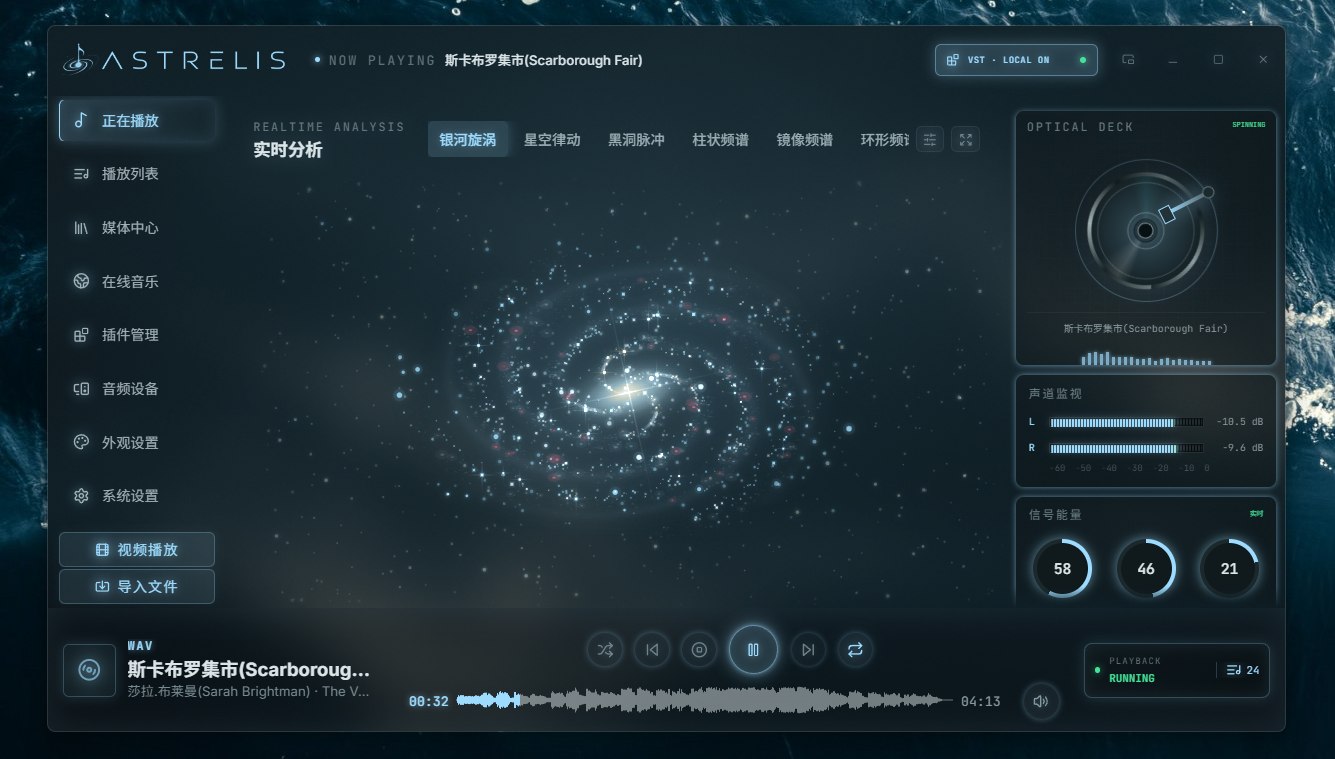 ASTRELIS
NOW PLAYING 斯卡布罗集市(Scarborough Fair)
VST · LOCAL ON
正在播放
播放列表
媒体中心
在线音乐
插件管理
音频设备
外观设置
系统设置
视频播放
导入文件
REALTIME ANALYSIS
实时分析
银河旋涡
星空律动
黑洞脉冲
柱状频谱
镜像频谱
环形频
OPTICAL DECK
SPINNING
斯卡布罗集市(Scarborough Fair)
声道监视
L -10.5 dB
R -9.6 dB
-60 -50 -40 -30 -20 -10 0
信号能量
实时
58 46 21
WAV
斯卡布罗集市(Scarboroug...
莎拉.布莱曼(Sarah Brightman) · The V...
00:32
04:13
PLAYBACK
RUNNING
24